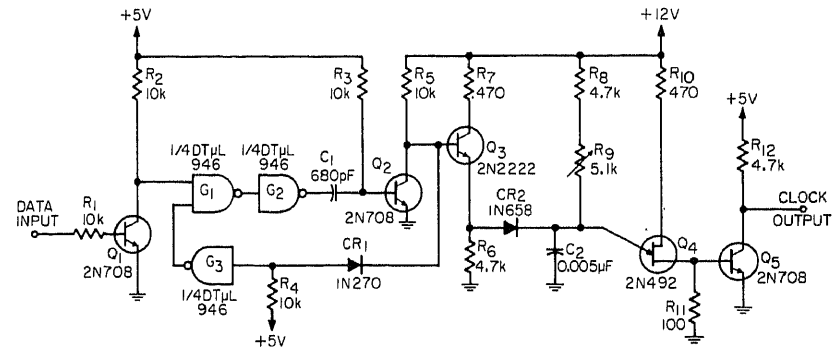 +5V
+12V
R2
10k
R3
10k
R5
10k
R7
.470
R8
4.7k
R10
470
+5V
1/4DTμL
946
1/4DTμL
946
C1
680pF
Q2
Q3
2N2222
R9
5.1k
R12
4.7k
G1
G2
2N708
DATA
INPUT
R1
10k
Q1
2N708
G3
1/4DTμL
946
CR1
1N270
R4
10k
+5V
CR2
1N658
R6
4.7k
C2
0.005μF
Q4
2N492
R11
100
Q5
2N708
CLOCK
OUTPUT